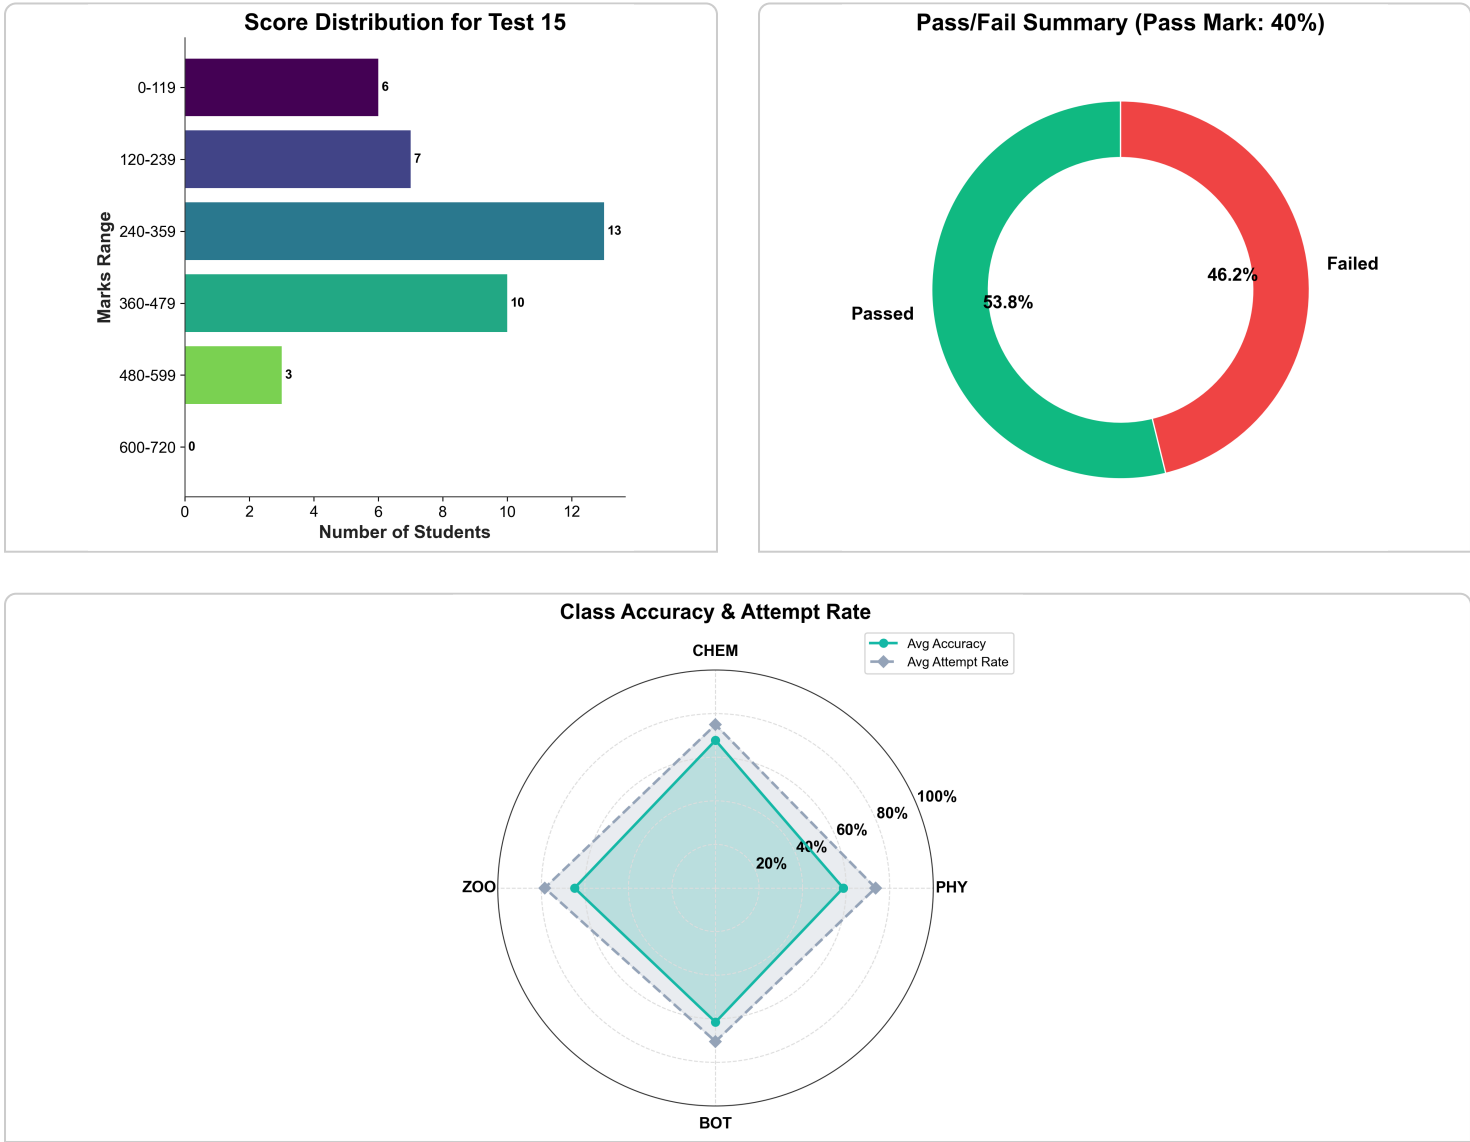 Score Distribution for Test 15
Marks Range
0-119
6
120-239
7
240-359
13
360-479
10
480-599
3
600-720
0
0 2 4 6 8 10 12
Number of Students
Pass/Fail Summary (Pass Mark: 40%)
Passed
53.8%
46.2%
Failed
Class Accuracy & Attempt Rate
Avg Accuracy
Avg Attempt Rate
CHEM
100%
80%
60%
40%
20%
ZOO
PHY
BOT